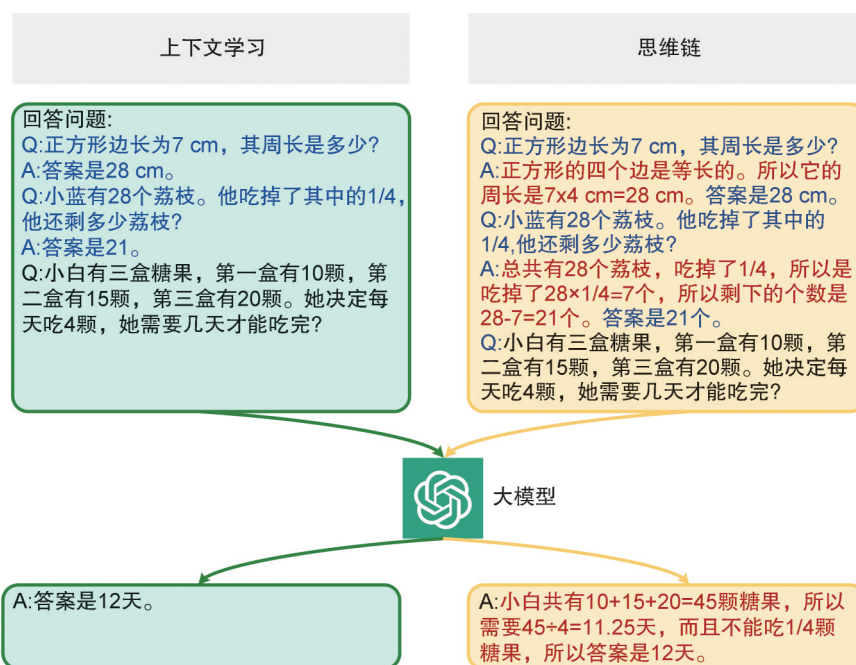 上下文学习
思维链
回答问题:
Q:正方形边长为7 cm，其周长是多少?
A:答案是28 cm。
Q:小蓝有28个荔枝。他吃掉了其中的1/4,
他还剩多少荔枝?
A:答案是21。
Q:小白有三盒糖果，第一盒有10颗，第
二盒有15颗，第三盒有20颗。她决定每
天吃4颗，她需要几天才能吃完?
回答问题:
Q:正方形边长为7 cm，其周长是多少?
A:正方形的四个边是等长的。所以它的
周长是7x4 cm=28 cm。答案是28 cm。
Q:小蓝有28个荔枝。他吃掉了其中的
1/4,他还剩多少荔枝?
A:总共有28个荔枝，吃掉了1/4，所以是
吃掉了28×1/4=7个，所以剩下的个数是
28-7=21个。答案是21个。
Q:小白有三盒糖果，第一盒有10颗，第
二盒有15颗，第三盒有20颗。她决定每
天吃4颗，她需要几天才能吃完?
大模型
A:答案是12天。
A:小白共有10+15+20=45颗糖果，所以
需要45÷4=11.25天，而且不能吃1/4颗
糖果，所以答案是12天。